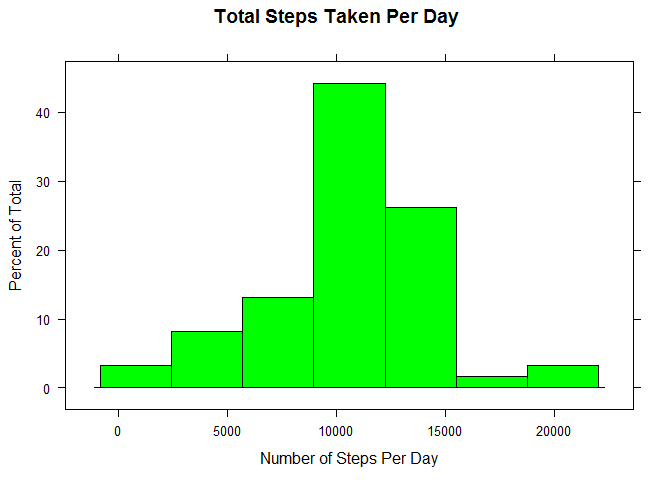 Total Steps Taken Per Day
40
30
20
10
0
Percent of Total
0 5000 10000 15000 20000
Number of Steps Per Day